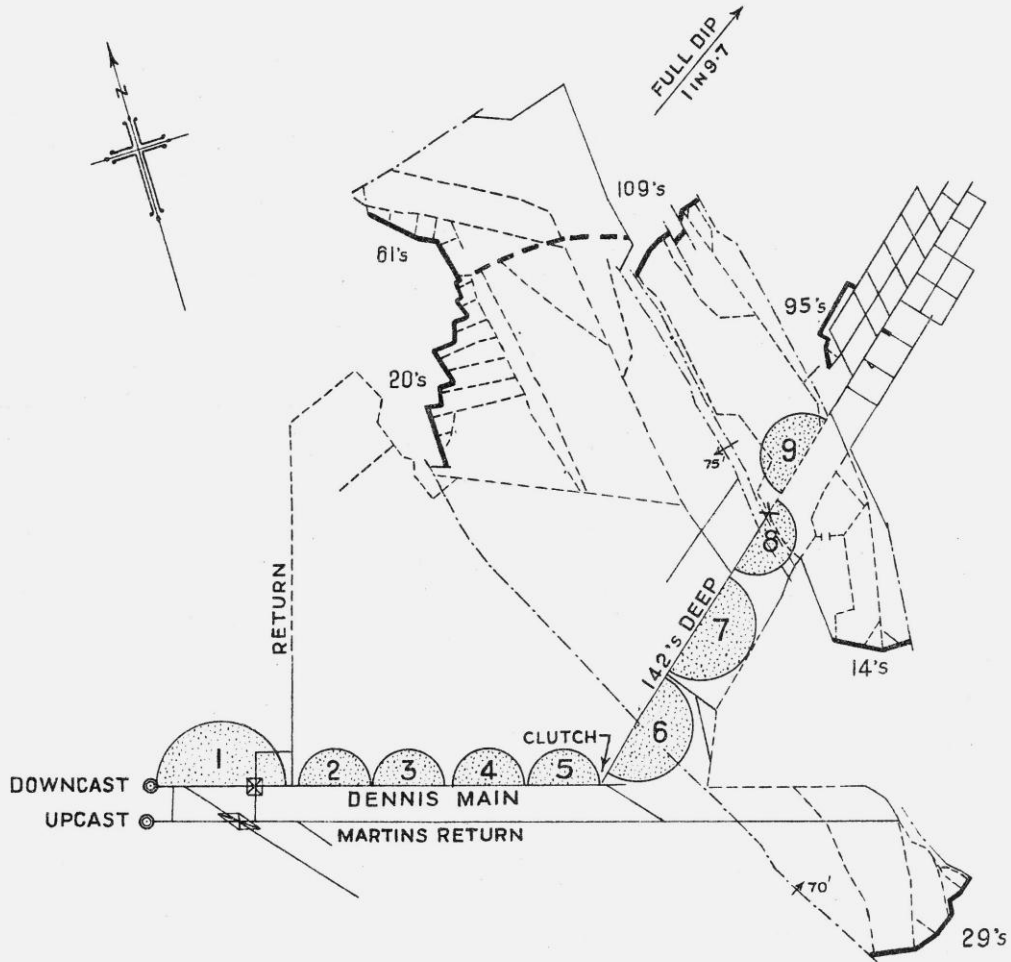 FULL DIP
1 IN 9·7
N
109's
61's
95's
20's
9
75'
8
RETURN
142's DEEP
7
14's
6
CLUTCH
1
2
3
4
5
DOWNCAST
DENNIS MAIN
UPCAST
MARTINS RETURN
70'
29's